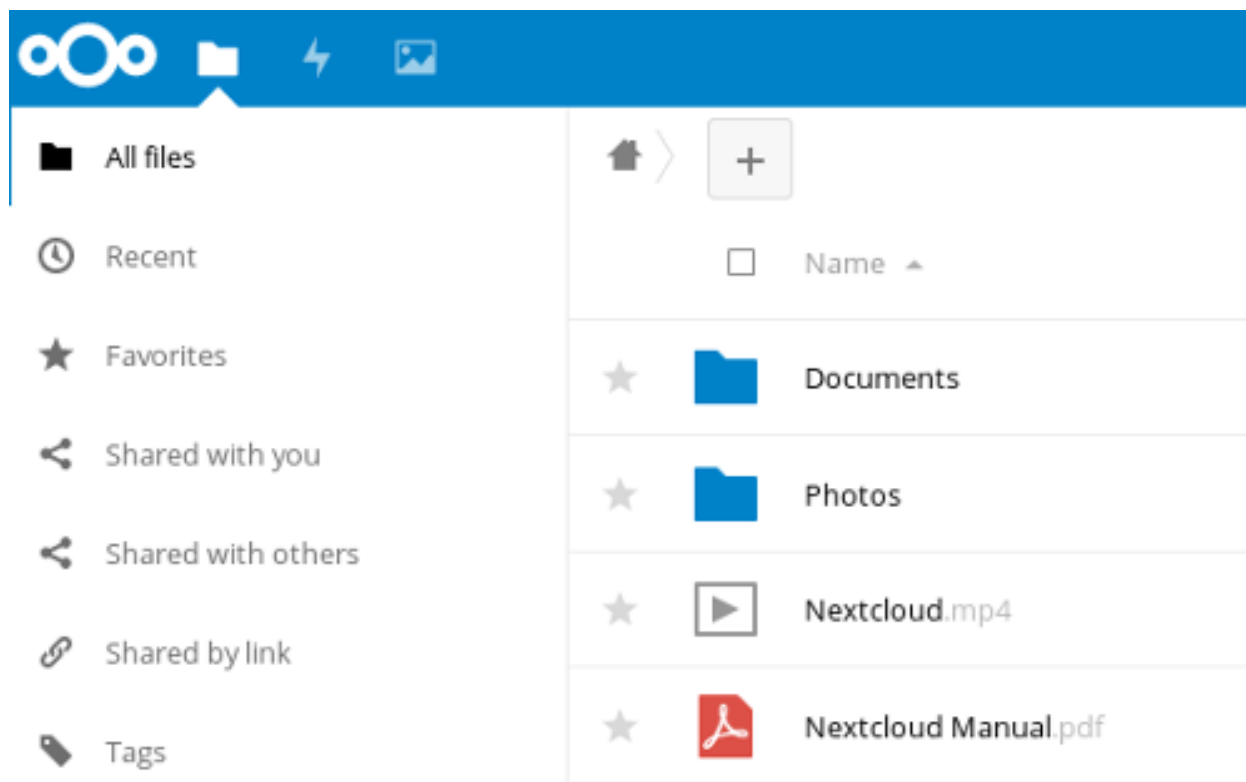 All files
Recent
Favorites
Shared with you
Shared with others
Shared by link
Tags
Name
Documents
Photos
Nextcloud.mp4
Nextcloud Manual.pdf